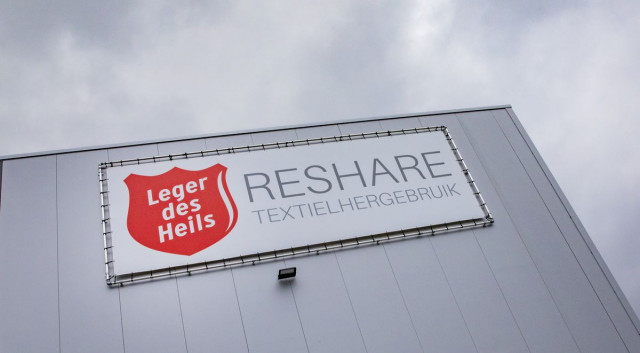 Leger
des
Heils
RESHARE
TEXTIELHERGEBRUIK